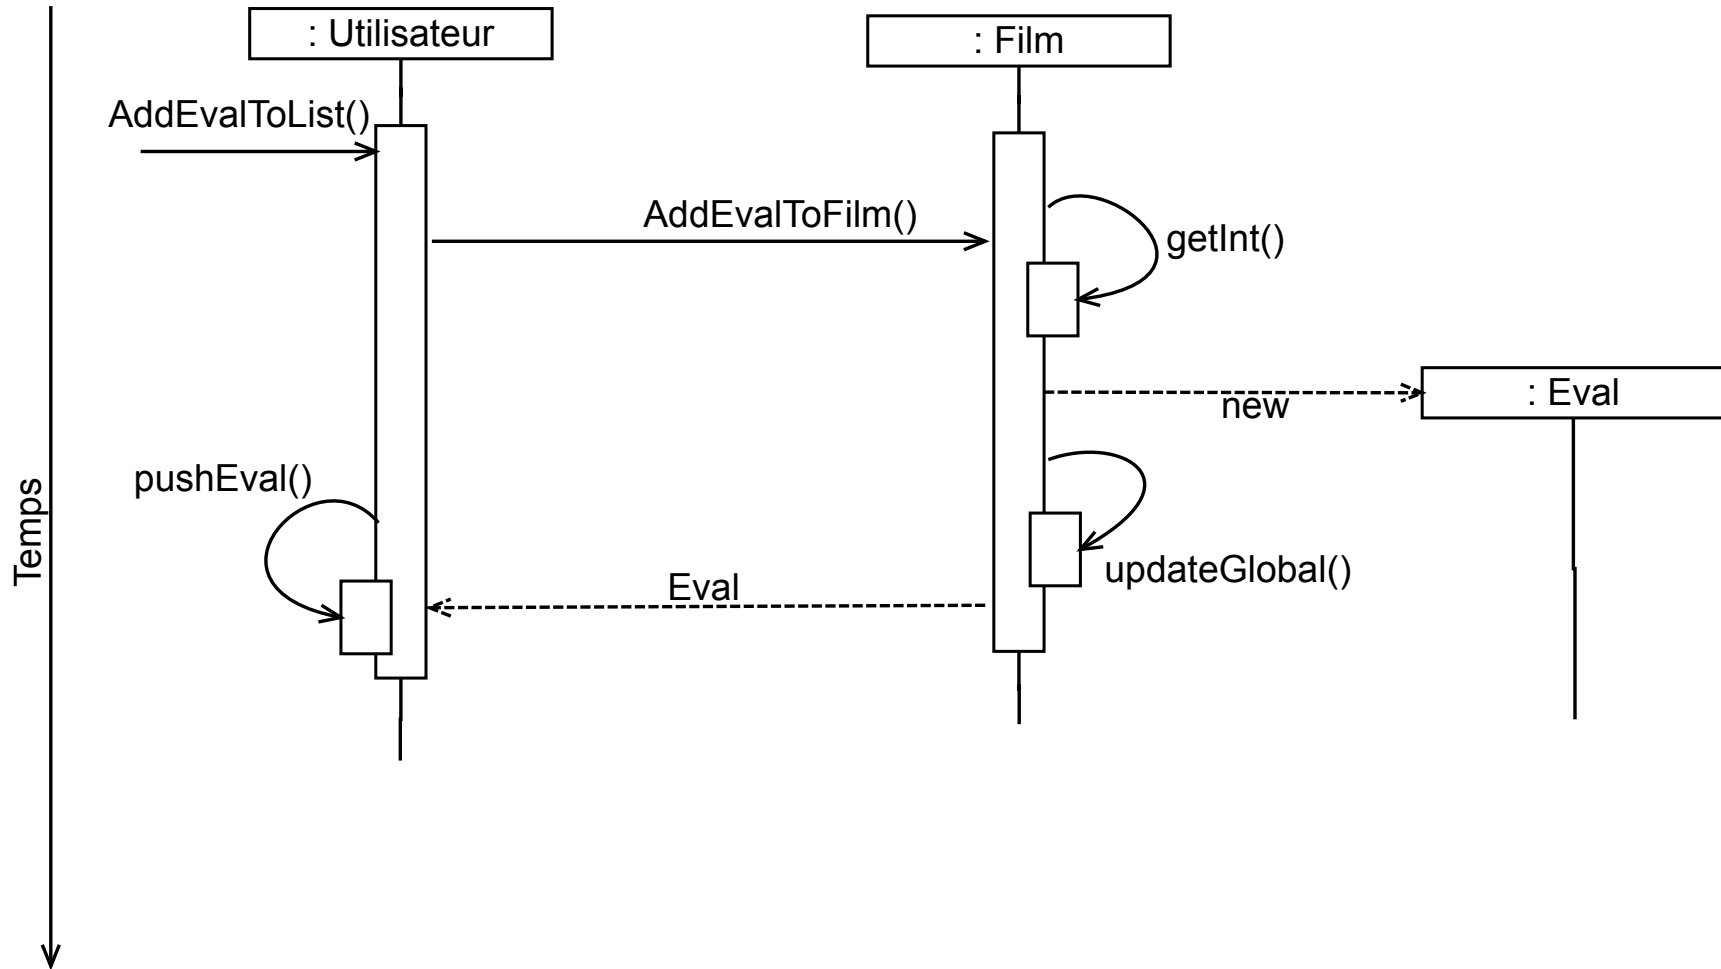 : Utilisateur
: Film
AddEvalToList()
AddEvalToFilm()
getInt()
: Eval
new
pushEval()
Temps
updateGlobal()
Eval